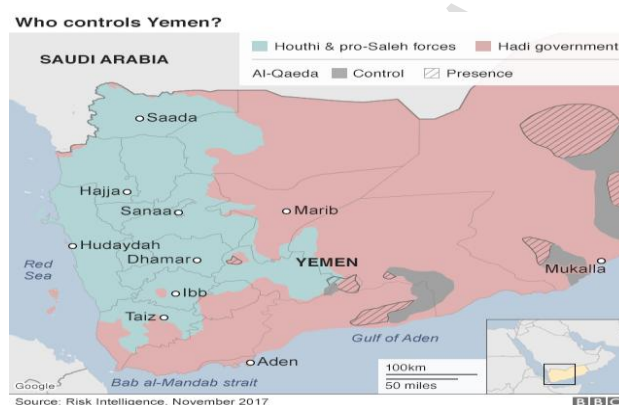 Who controls Yemen?
Houthi & pro-Saleh forces Hadi government
Al-Qaeda Control Presence
SAUDI ARABIA
Saada
Hajja
Sanaa
Marib
Hudaydah
Dhamar
YEMEN
Red
Sea
Mukalla
Ibb
Taiz
Gulf of Aden
Aden
100km
50 miles
Bab al-Mandab strait
Google
Source: Risk Intelligence, November 2017
BBC